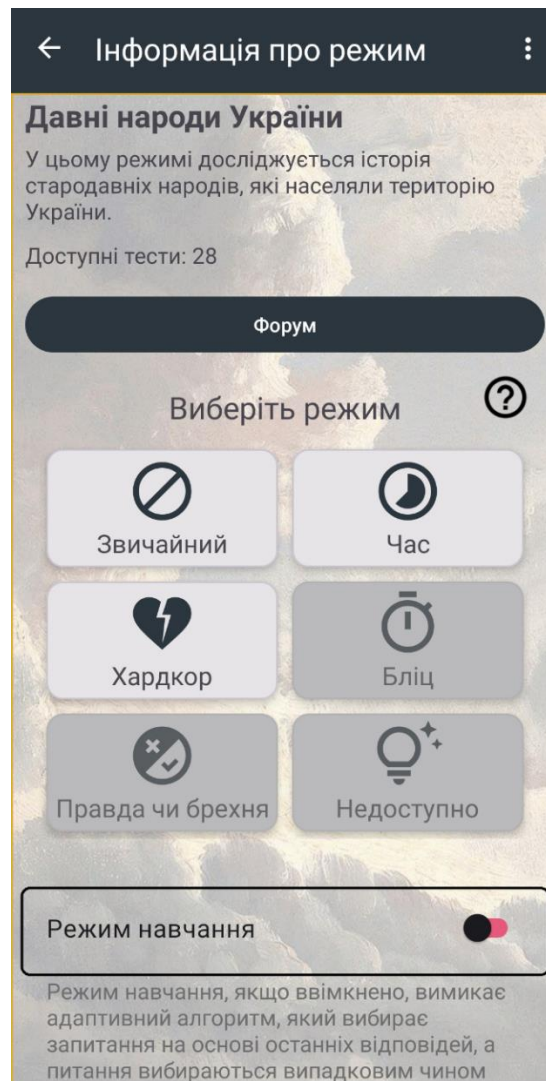 Інформація про режим
Давні народи України
У цьому режимі досліджується історія
стародавніх народів, які населяли територію
України.
Доступні тести: 28
Форум
Виберіть режим
Звичайний
Час
Хардкор
Бліц
Правда чи брехня
Недоступно
Режим навчання
Режим навчання, якщо ввімкнено, вимикає
адаптивний алгоритм, який вибирає
запитання на основі останніх відповідей, а
питання вибираються випадковим чином